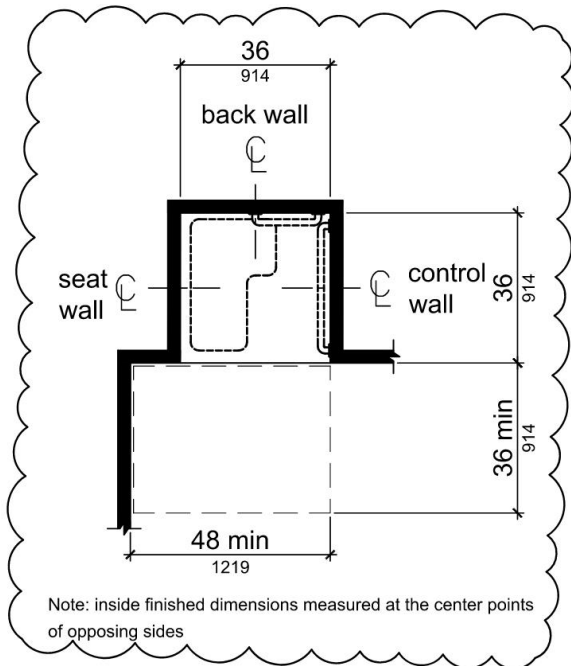 36
914
back wall
℄
seat
wall
℄
℄
control
wall
36
914
36 min
914
48 min
1219
Note: inside finished dimensions measured at the center points
of opposing sides